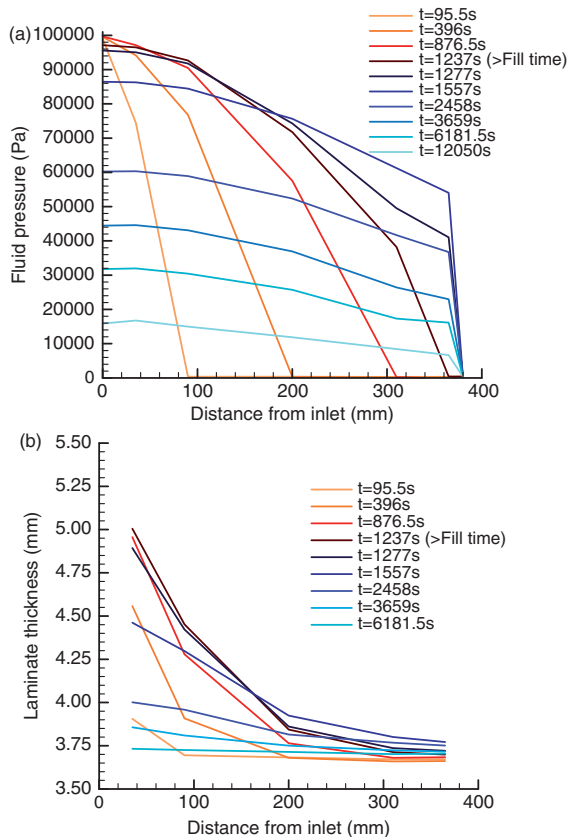 (a)
t=95.5s
t=396s
t=876.5s
t=1237s (>Fill time)
t=1277s
t=1557s
t=2458s
t=3659s
t=6181.5s
t=12050s
100000
90000
80000
70000
60000
50000
40000
30000
20000
10000
0
Fluid pressure (Pa)
0
100
200
300
400
Distance from inlet (mm)
(b)
t=95.5s
t=396s
t=876.5s
t=1237s (>Fill time)
t=1277s
t=1557s
t=2458s
t=3659s
t=6181.5s
5.50
5.25
5.00
4.75
4.50
4.25
4.00
3.75
3.50
Laminate thickness (mm)
0
100
200
300
400
Distance from inlet (mm)